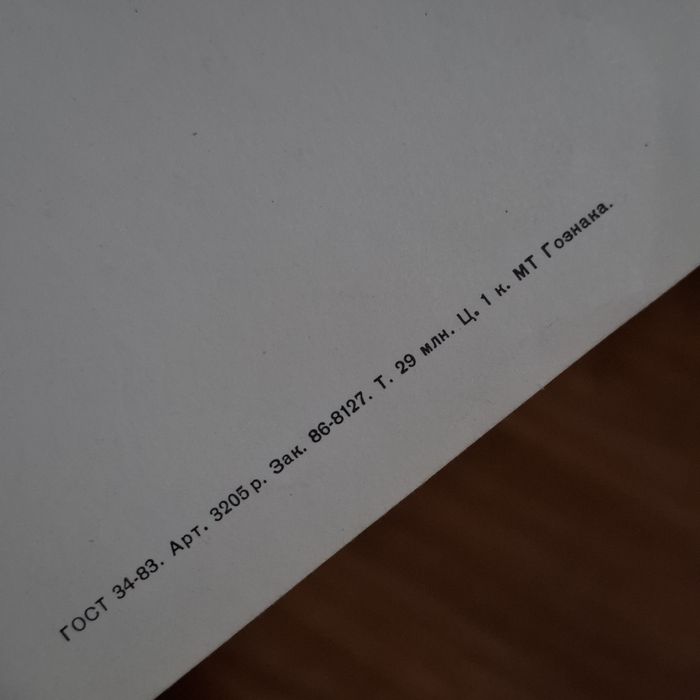 ГОСТ 34-83. Арт. 3205 р. Зак. 86-8127. Т. 29 млн. Ц. 1 к. МТ Гознака.